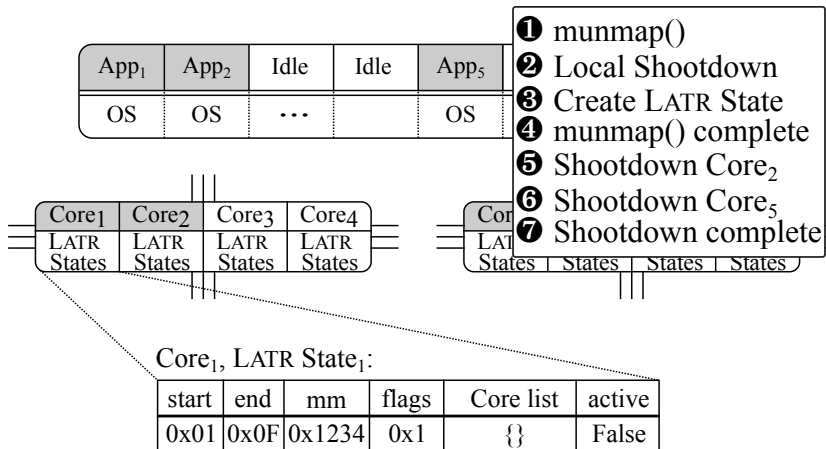 App₁ App₂ Idle Idle App₅
OS OS ... OS
❶ munmap()
❷ Local Shootdown
❸ Create LATR State
❹ munmap() complete
❺ Shootdown Core₂
❻ Shootdown Core₅
❼ Shootdown complete
Core₁ Core₂ Core₃ Core₄
LATR LATR LATR LATR
States States States States
States States States States
Core₁, LATR State₁:
start end mm flags Core list active
0x01 0x0F 0x1234 0x1 {} False